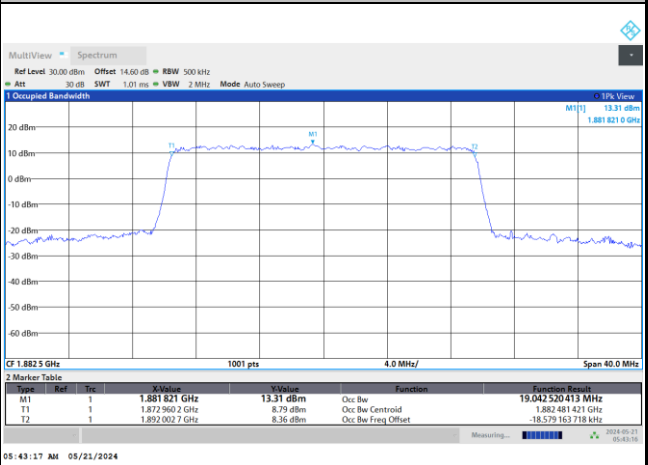 MultiView Spectrum
Ref Level 30.00 dBm Offset 14.60 dB RBW 500 kHz
Att 30 dB SWT 1.01 ms VBW 2 MHz Mode Auto Sweep
1 Occupied Bandwidth 1Pk View
M1[1] 13.31 dBm
1.881 821 0 GHz
20 dBm
M1
T1
T2
10 dBm
0 dBm
-10 dBm
-20 dBm
-30 dBm
-40 dBm
-50 dBm
-60 dBm
CF 1.882 5 GHz 1001 pts 4.0 MHz/ Span 40.0 MHz
2 Marker Table
Type Ref Trc X-Value Y-Value Function Function Result
M1 1 1.881 821 GHz 13.31 dBm Occ Bw 19.042 520 413 MHz
T1 1 1.872 960 2 GHz 8.79 dBm Occ Bw Centroid 1.882 481 421 GHz
T2 1 1.892 002 7 GHz 8.36 dBm Occ Bw Freq Offset -18.579 163 718 kHz
Measuring... 2024-05-21
05:43:16
05:43:17 AM 05/21/2024